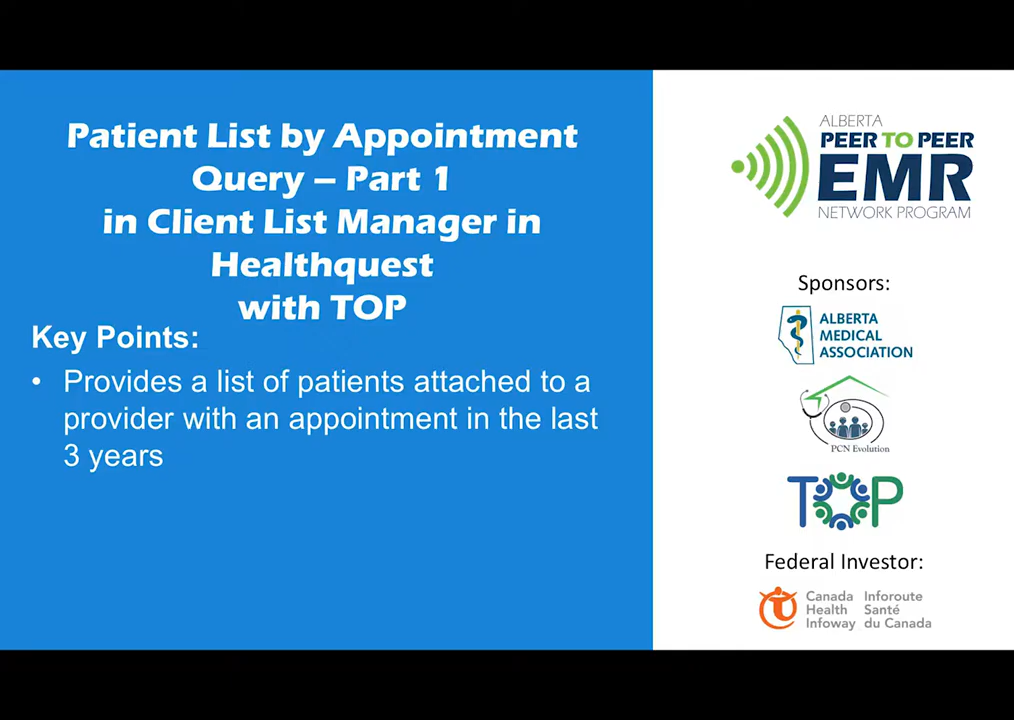 Patient List by Appointment
Query – Part 1
in Client List Manager in
Healthquest
with TOP
Key Points:
• Provides a list of patients attached to a
provider with an appointment in the last
3 years
ALBERTA
PEER TO PEER
EMR
NETWORK PROGRAM
Sponsors:
ALBERTA
MEDICAL
ASSOCIATION
PCN Evolution
TOP
Federal Investor:
Canada Inforoute
Health Santé
Infoway du Canada